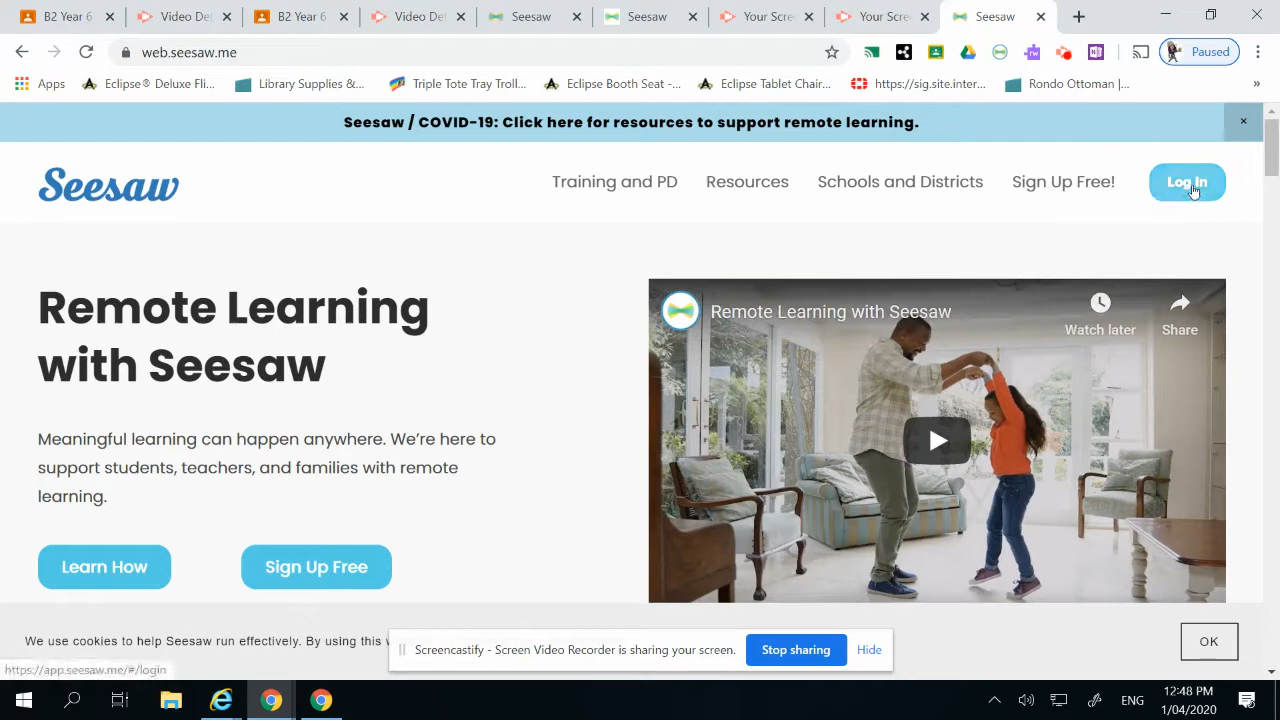 B2 Year 6
Video Det
B2 Year 6
Video Det
Seesaw
Seesaw
Your Scree
Your Scree
Seesaw
web.seesaw.me
Paused
Apps
Eclipse® Deluxe Fli...
Library Supplies &...
Triple Tote Tray Troll...
Eclipse Booth Seat -...
Eclipse Tablet Chair...
https://sig.site.inter...
Rondo Ottoman |...
»
Seesaw / COVID-19: Click here for resources to support remote learning.
Seesaw
Training and PD
Resources
Schools and Districts
Sign Up Free!
Log In
Remote Learning
with Seesaw
Meaningful learning can happen anywhere. We're here to
support students, teachers, and families with remote
learning.
Learn How
Sign Up Free
Remote Learning with Seesaw
Watch later
Share
We use cookies to help Seesaw run effectively. By using this
Screencastify - Screen Video Recorder is sharing your screen.
Stop sharing
Hide
OK
https://app.seesaw.me/#/login
ENG
12:48 PM
1/04/2020